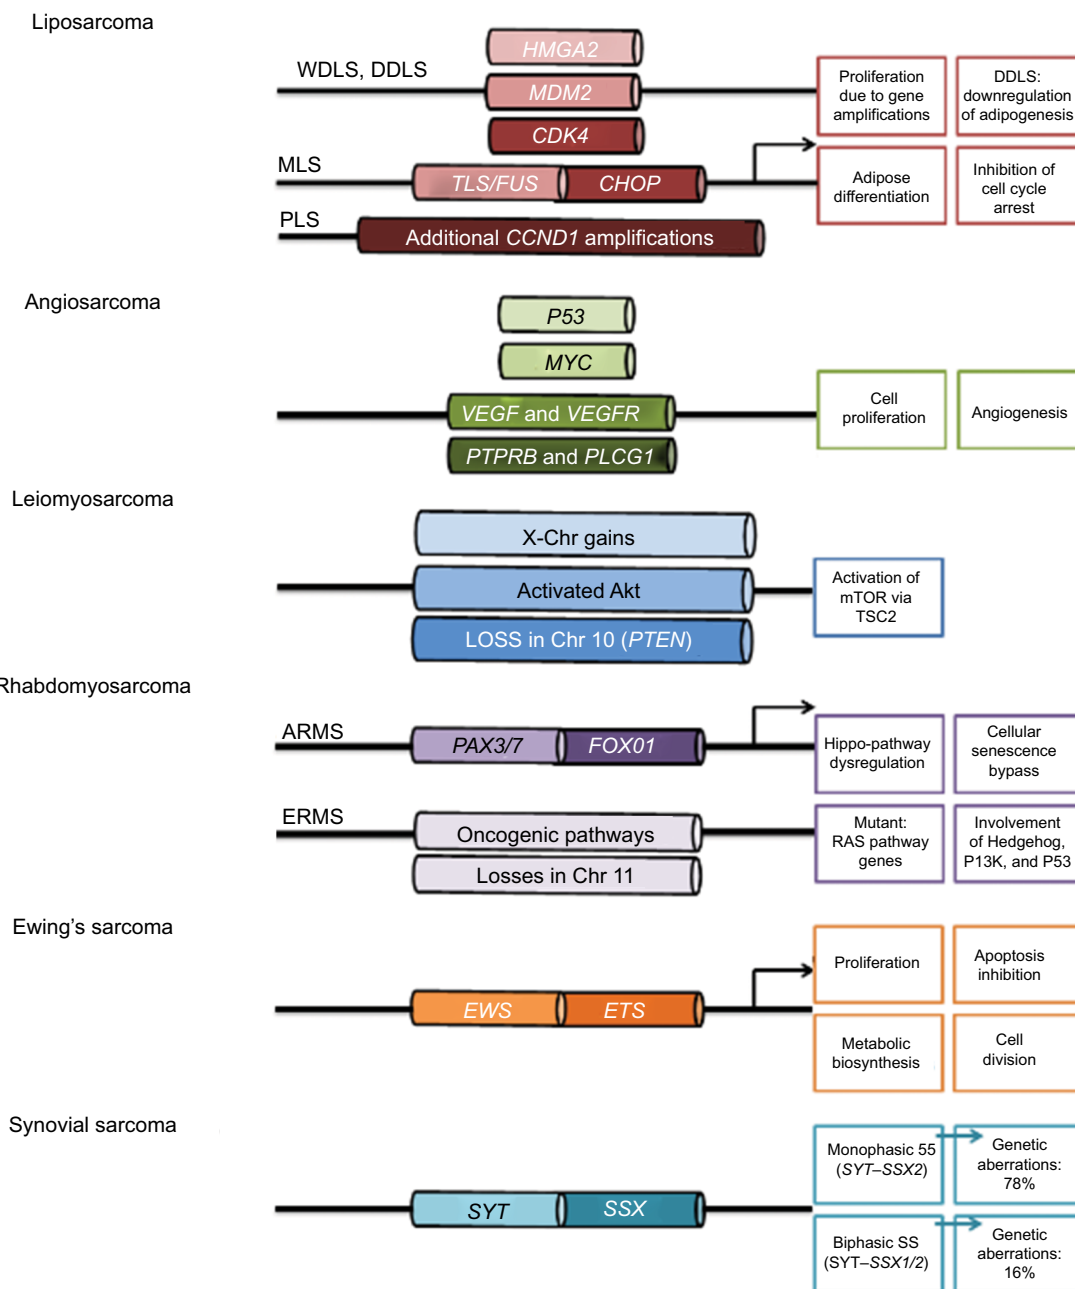 Liposarcoma
WDLS, DDLS
HMGA2
MDM2
CDK4
Proliferation
due to gene
amplifications
DDLS:
downregulation
of adipogenesis
MLS
TLS/FUS
CHOP
Adipose
differentiation
Inhibition of
cell cycle
arrest
PLS
Additional CCND1 amplifications
Angiosarcoma
P53
MYC
VEGF and VEGFR
PTPRB and PLCG1
Cell
proliferation
Angiogenesis
Leiomyosarcoma
X-Chr gains
Activated Akt
LOSS in Chr 10 (PTEN)
Activation of
mTOR via
TSC2
Rhabdomyosarcoma
ARMS
PAX3/7
FOX01
Hippo-pathway
dysregulation
Cellular
senescence
bypass
ERMS
Oncogenic pathways
Losses in Chr 11
Mutant:
RAS pathway
genes
Involvement
of Hedgehog,
P13K, and P53
Ewing's sarcoma
EWS
ETS
Proliferation
Apoptosis
inhibition
Metabolic
biosynthesis
Cell
division
Synovial sarcoma
SYT
SSX
Monophasic 55
(SYT–SSX2)
Genetic
aberrations:
78%
Biphasic SS
(SYT–SSX1/2)
Genetic
aberrations:
16%